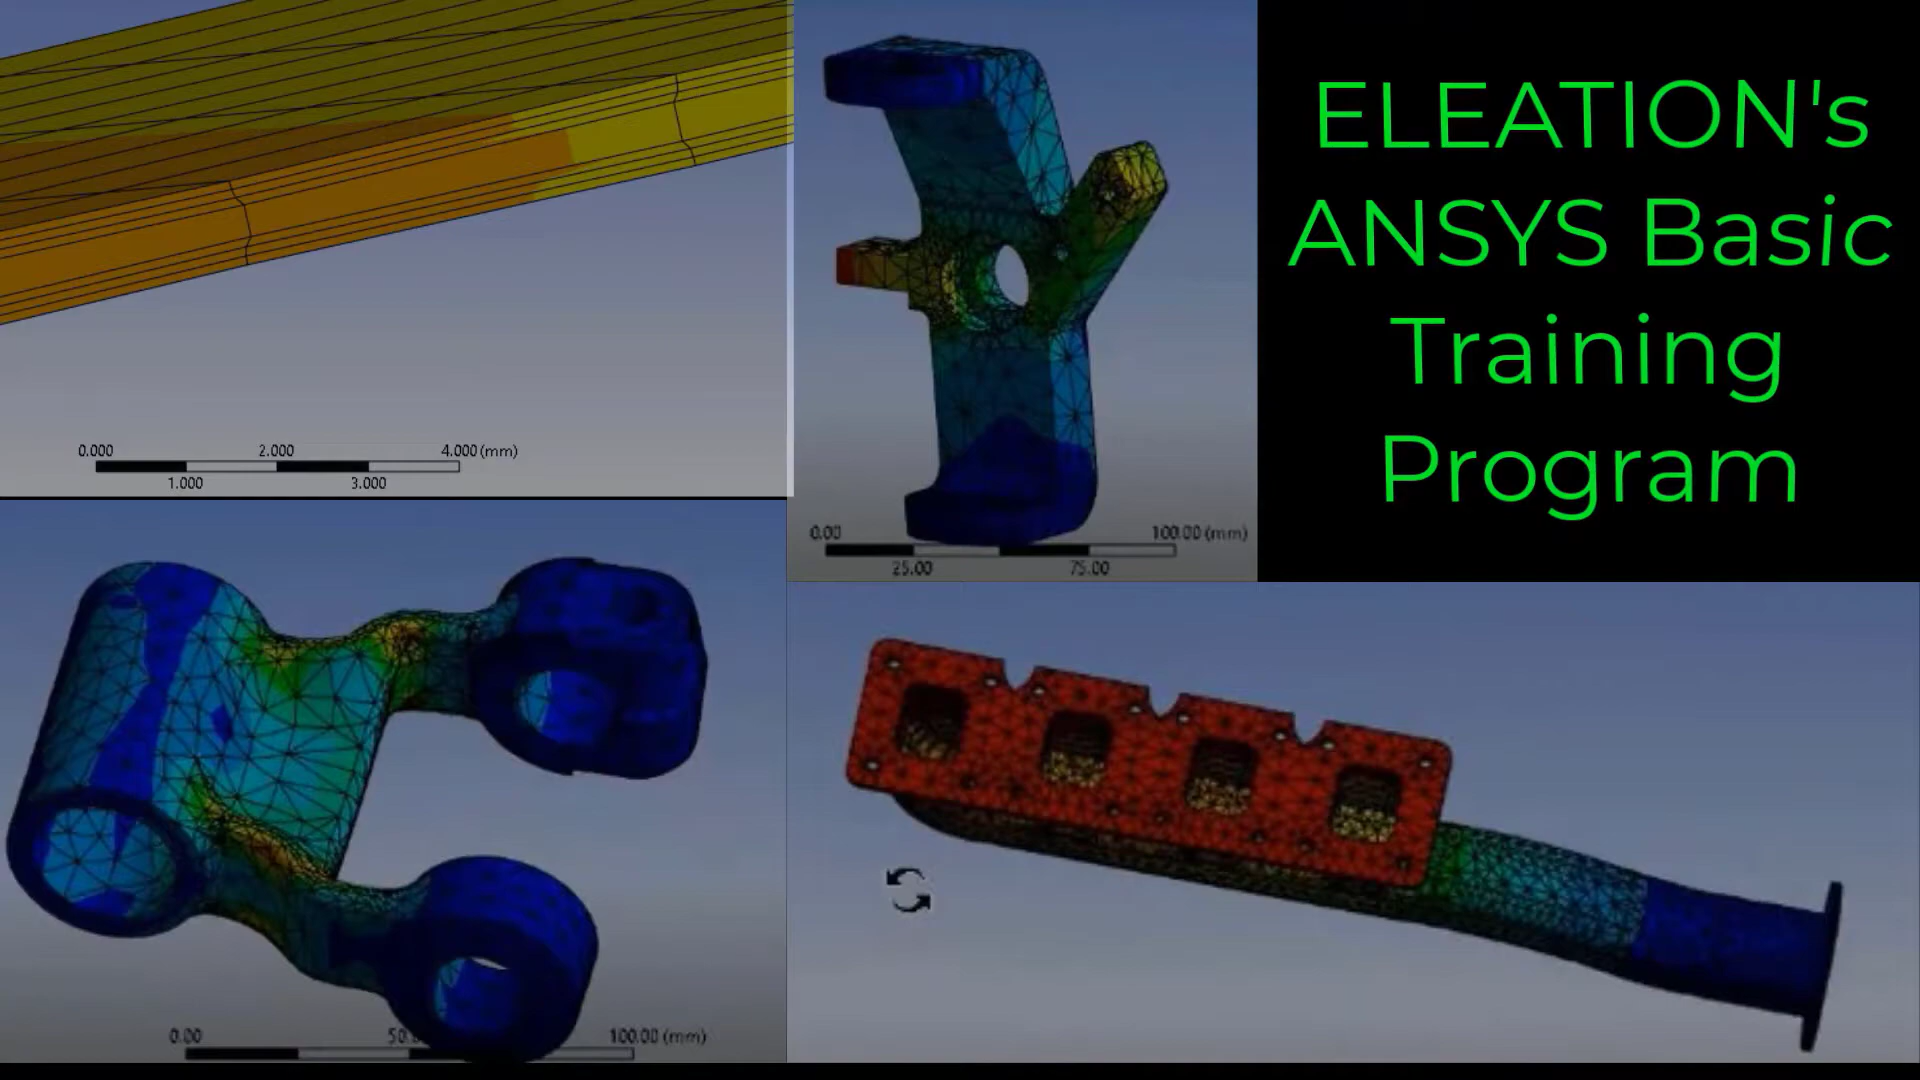 ELEATION's
ANSYS Basic
Training
Program
0.000 2.000 4.000 (mm)
1.000 3.000
0.00 100.00 (mm)
25.00 75.00
0.00 100.00 (mm)